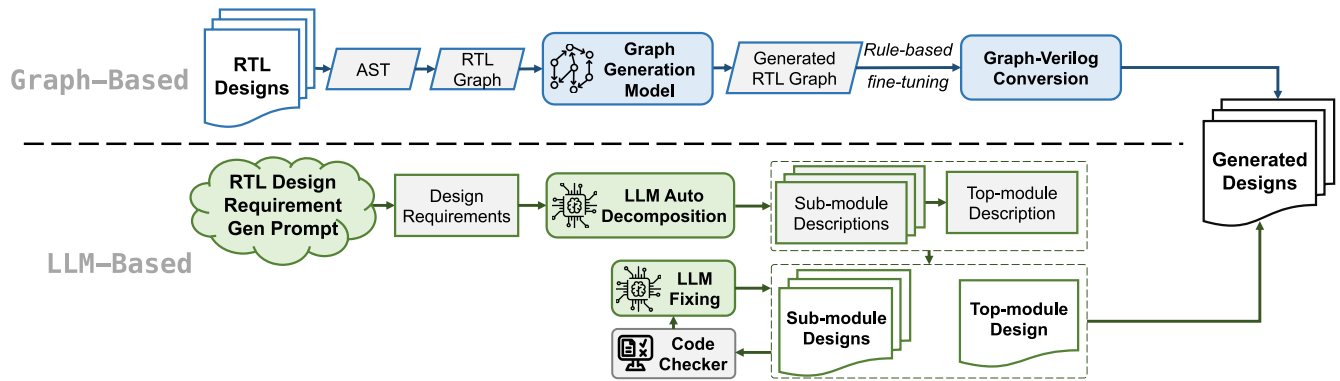 Graph–Based
RTL
Designs
AST
RTL
Graph
Graph
Generation
Model
Generated
RTL Graph
Rule-based
fine-tuning
Graph-Verilog
Conversion
Generated
Designs
LLM–Based
RTL Design
Requirement
Gen Prompt
Design
Requirements
LLM Auto
Decomposition
Sub-module
Descriptions
Top-module
Description
LLM
Fixing
Code
Checker
Sub-module
Designs
Top-module
Design